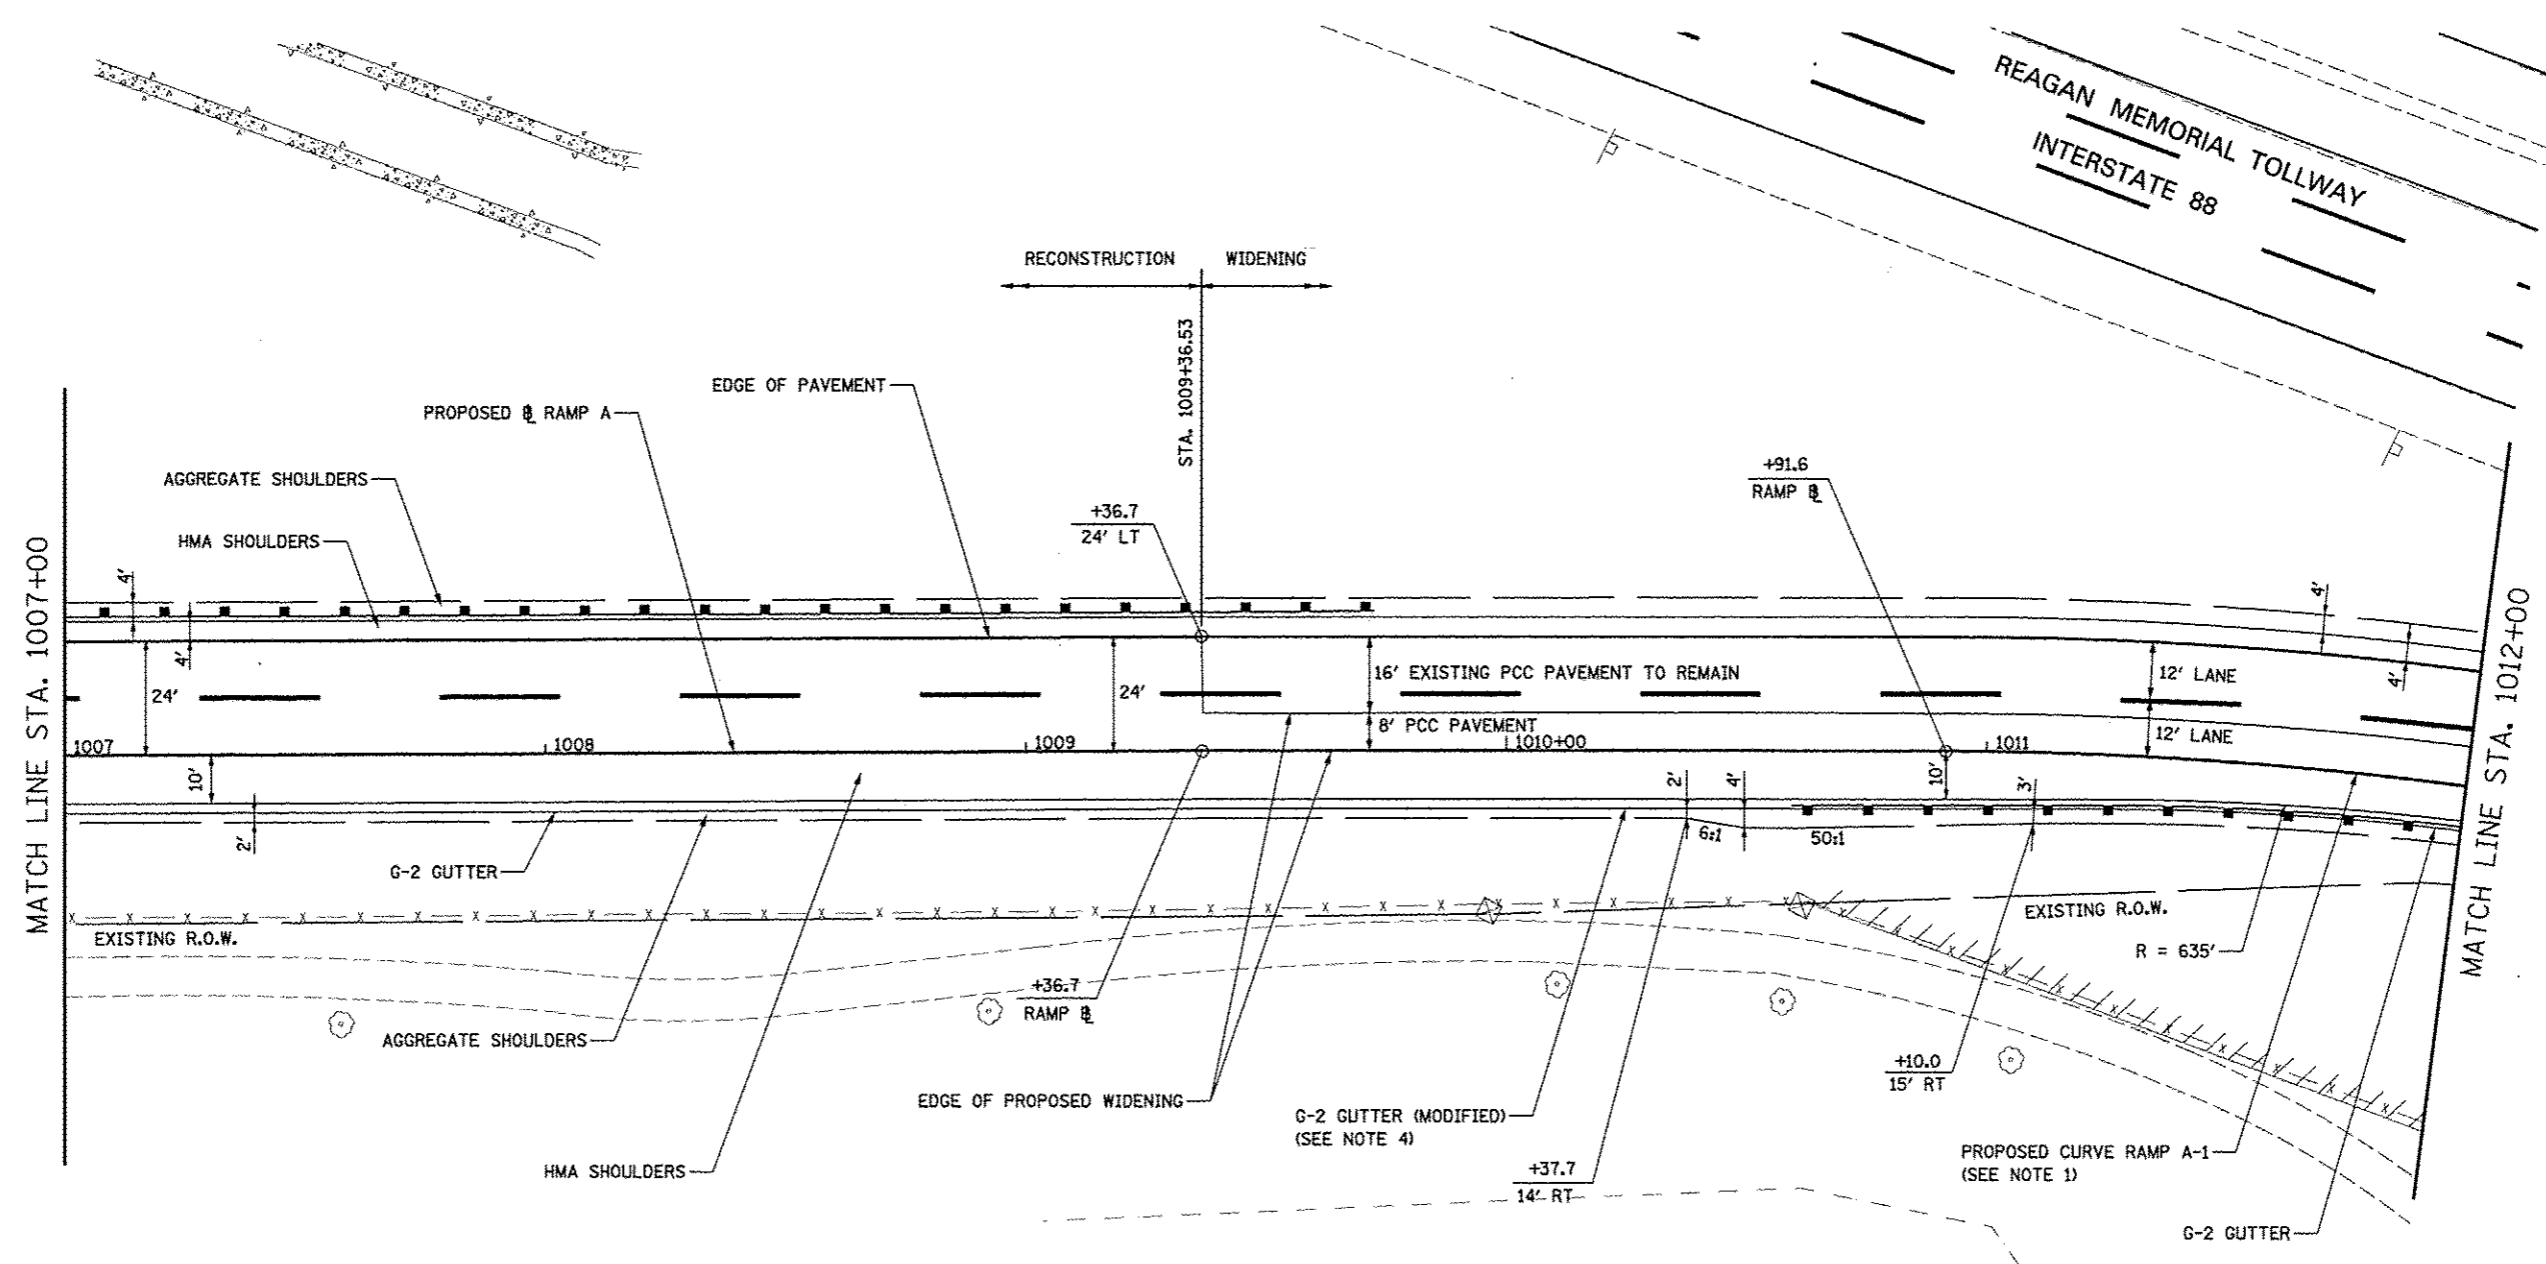 REAGAN MEMORIAL TOLLWAY
INTERSTATE 88
RECONSTRUCTION
WIDENING
STA. 1009+36.53
EDGE OF PAVEMENT
PROPOSED ℄ RAMP A
AGGREGATE SHOULDERS
HMA SHOULDERS
+36.7
24' LT
+91.6
RAMP ℄
MATCH LINE STA. 1007+00
MATCH LINE STA. 1012+00
4'
4'
24'
24'
16' EXISTING PCC PAVEMENT TO REMAIN
8' PCC PAVEMENT
12' LANE
12' LANE
4'
4'
1007
1008
1009
1010+00
1011
10'
2'
2'
4'
10'
3'
6:1
50:1
G-2 GUTTER
EXISTING R.O.W.
EXISTING R.O.W.
R = 635'
+36.7
RAMP ℄
AGGREGATE SHOULDERS
EDGE OF PROPOSED WIDENING
HMA SHOULDERS
G-2 GUTTER (MODIFIED)
(SEE NOTE 4)
+37.7
14' RT
+10.0
15' RT
PROPOSED CURVE RAMP A-1
(SEE NOTE 1)
G-2 GUTTER